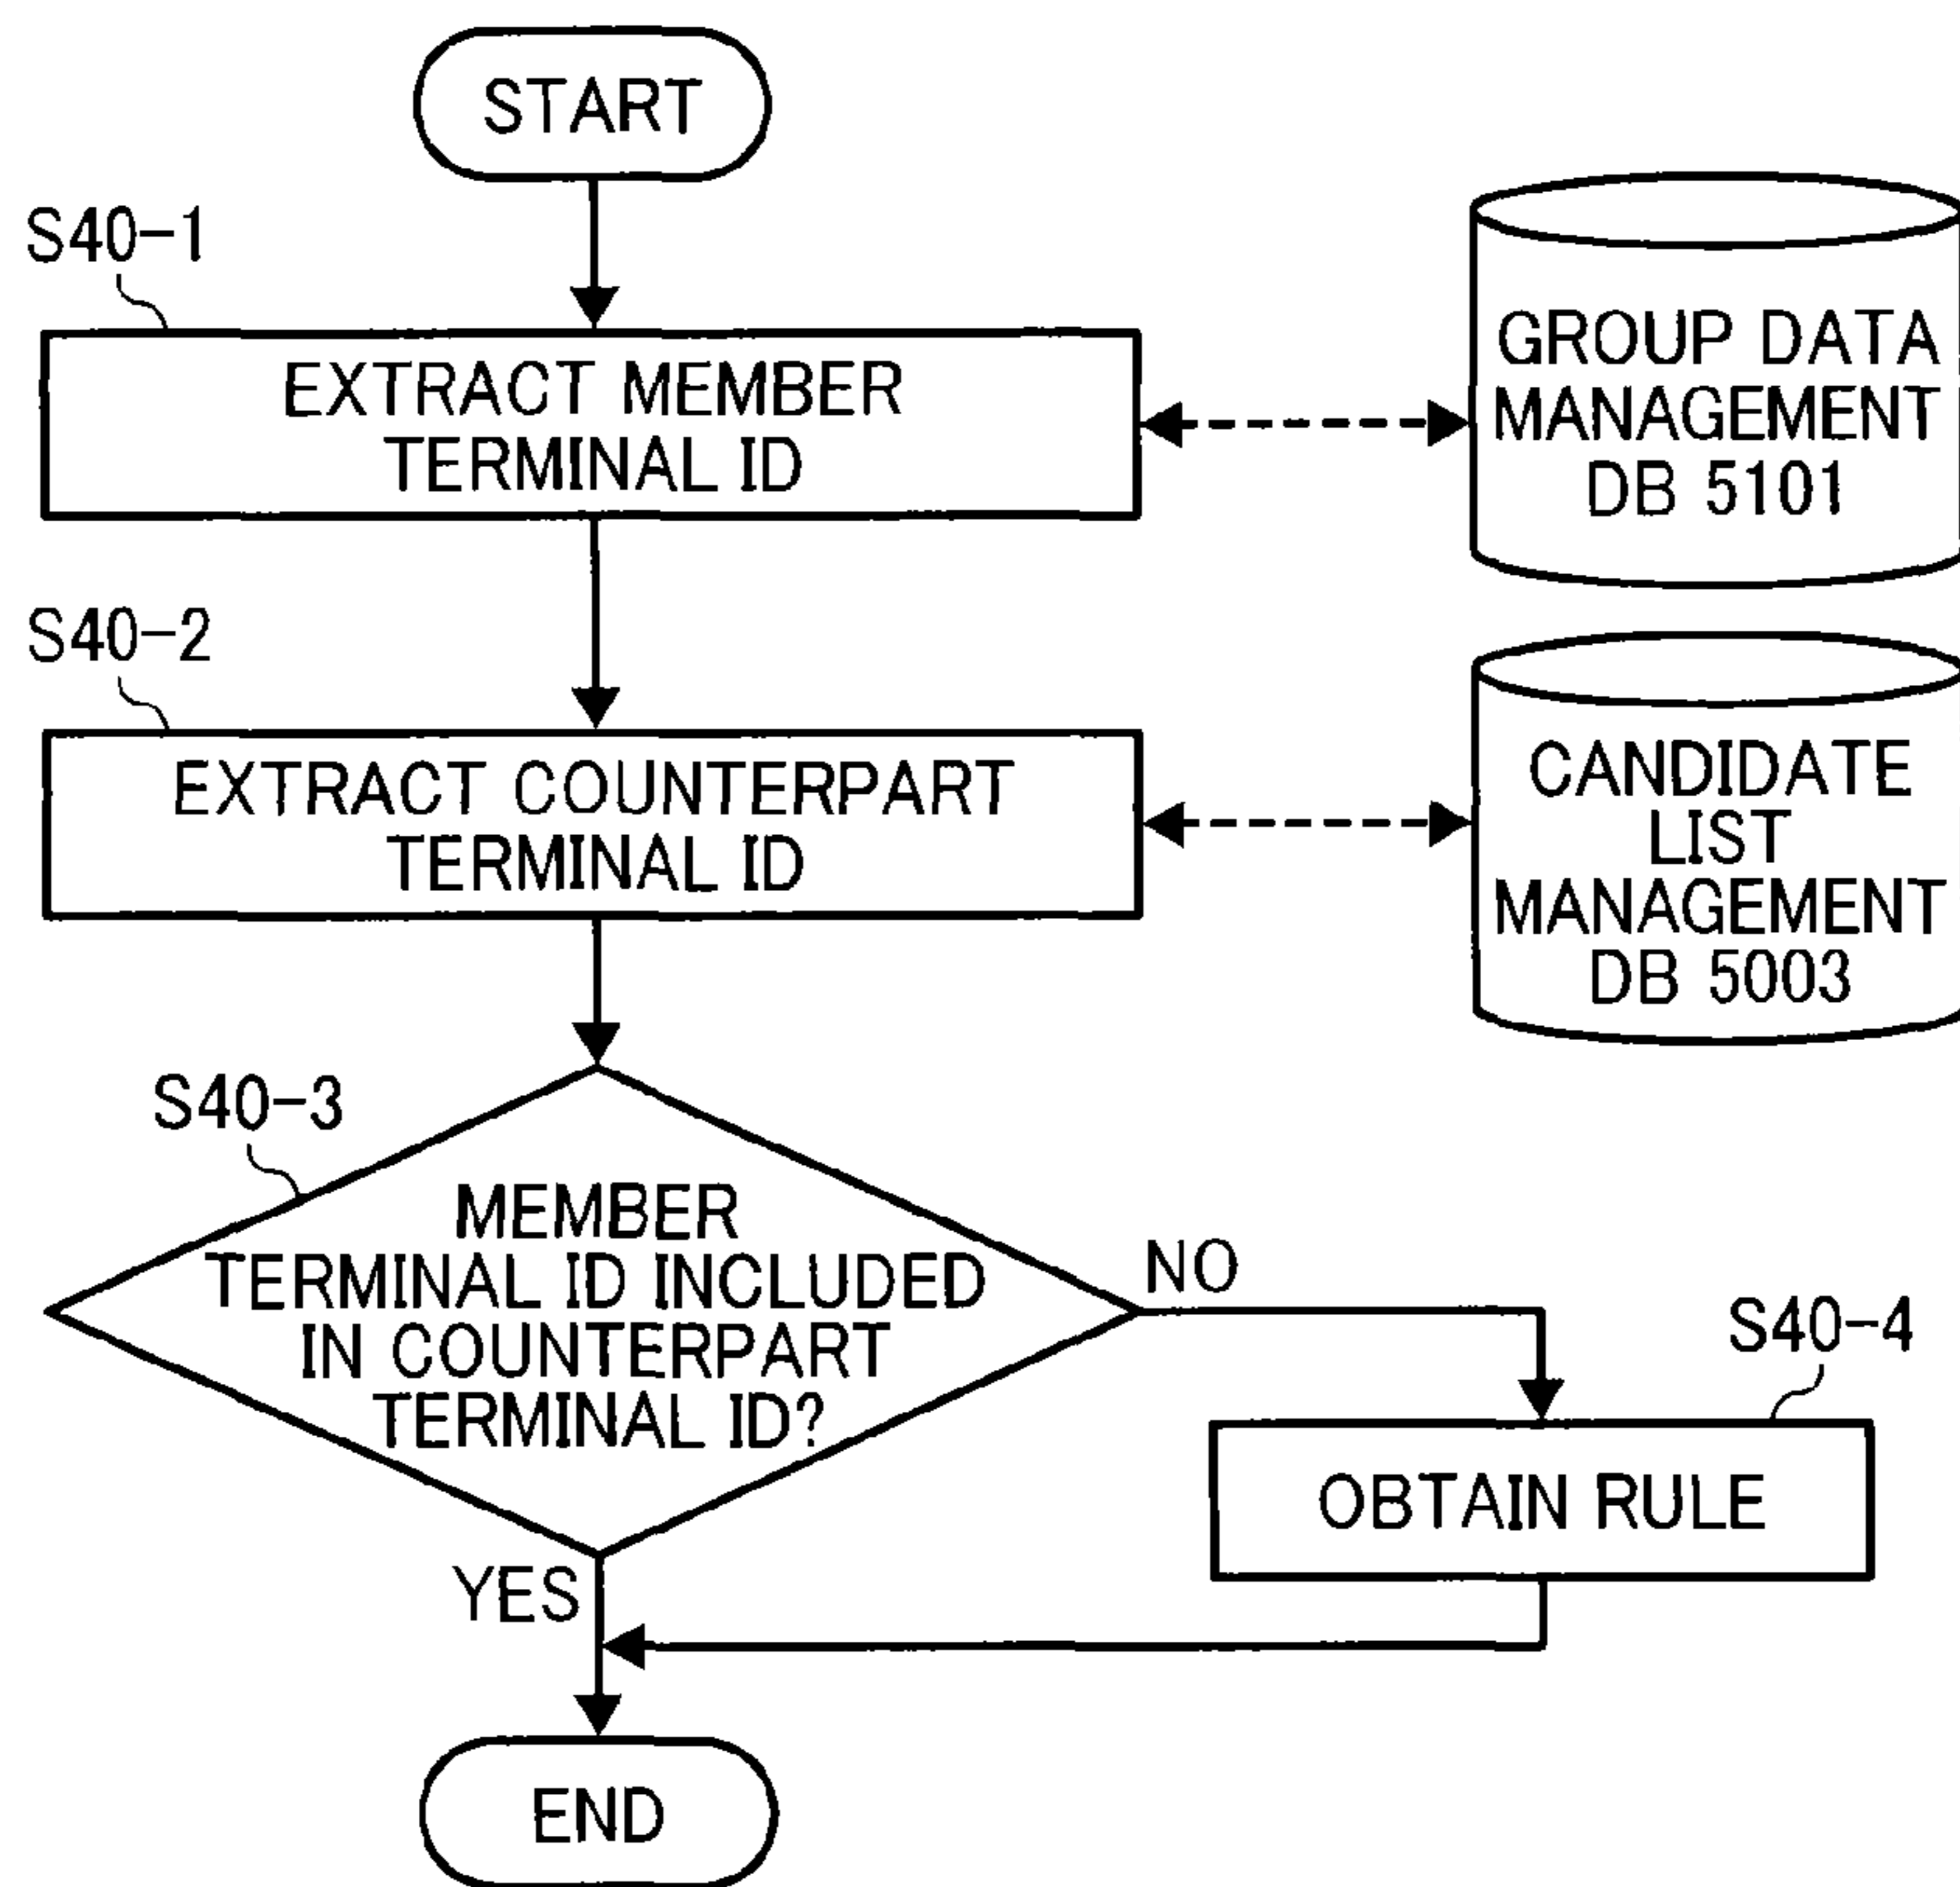 START
S40-1
EXTRACT MEMBER
TERMINAL ID
GROUP DATA
MANAGEMENT
DB 5101
S40-2
EXTRACT COUNTERPART
TERMINAL ID
CANDIDATE
LIST
MANAGEMENT
DB 5003
S40-3
MEMBER
TERMINAL ID INCLUDED
IN COUNTERPART
TERMINAL ID?
NO
S40-4
OBTAIN RULE
YES
END